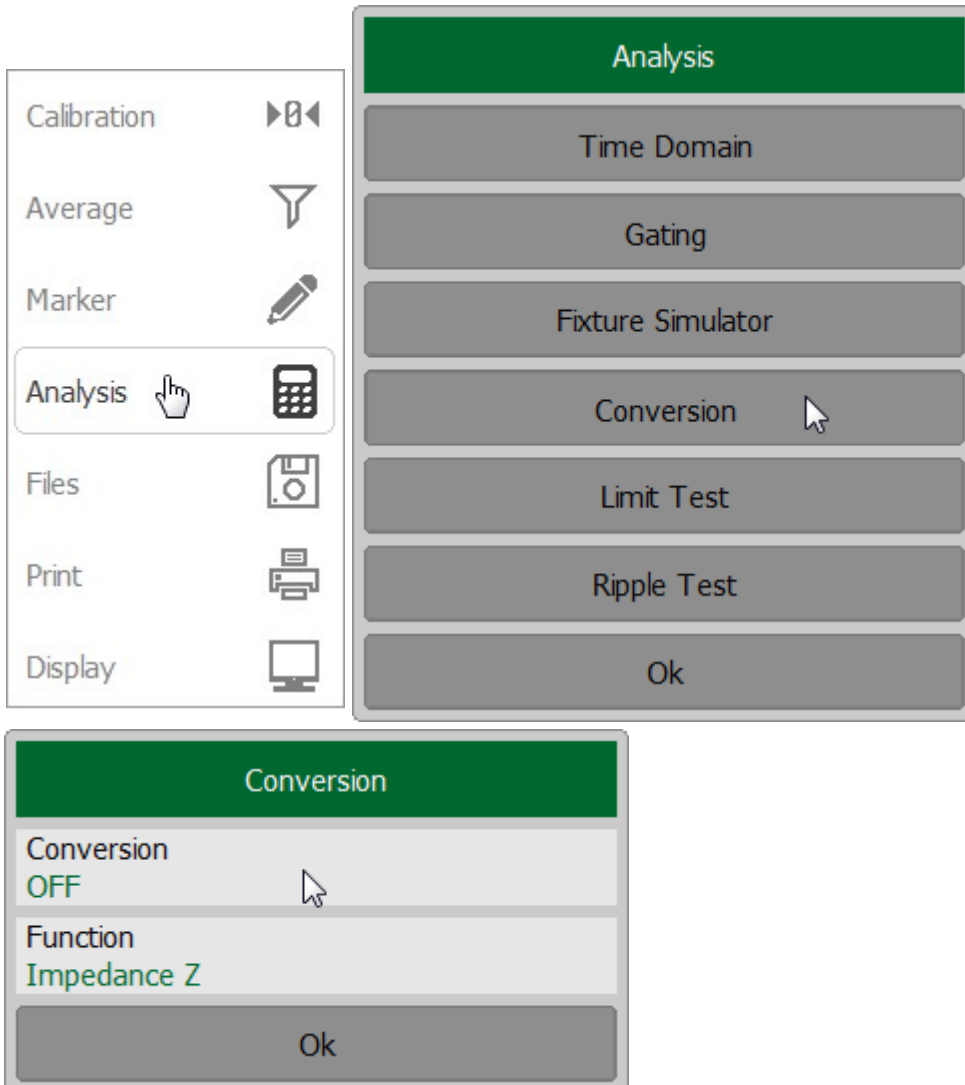 Calibration
Average
Marker
Analysis
Files
Print
Display
Analysis
Time Domain
Gating
Fixture Simulator
Conversion
Limit Test
Ripple Test
Ok
Conversion
Conversion
OFF
Function
Impedance Z
Ok